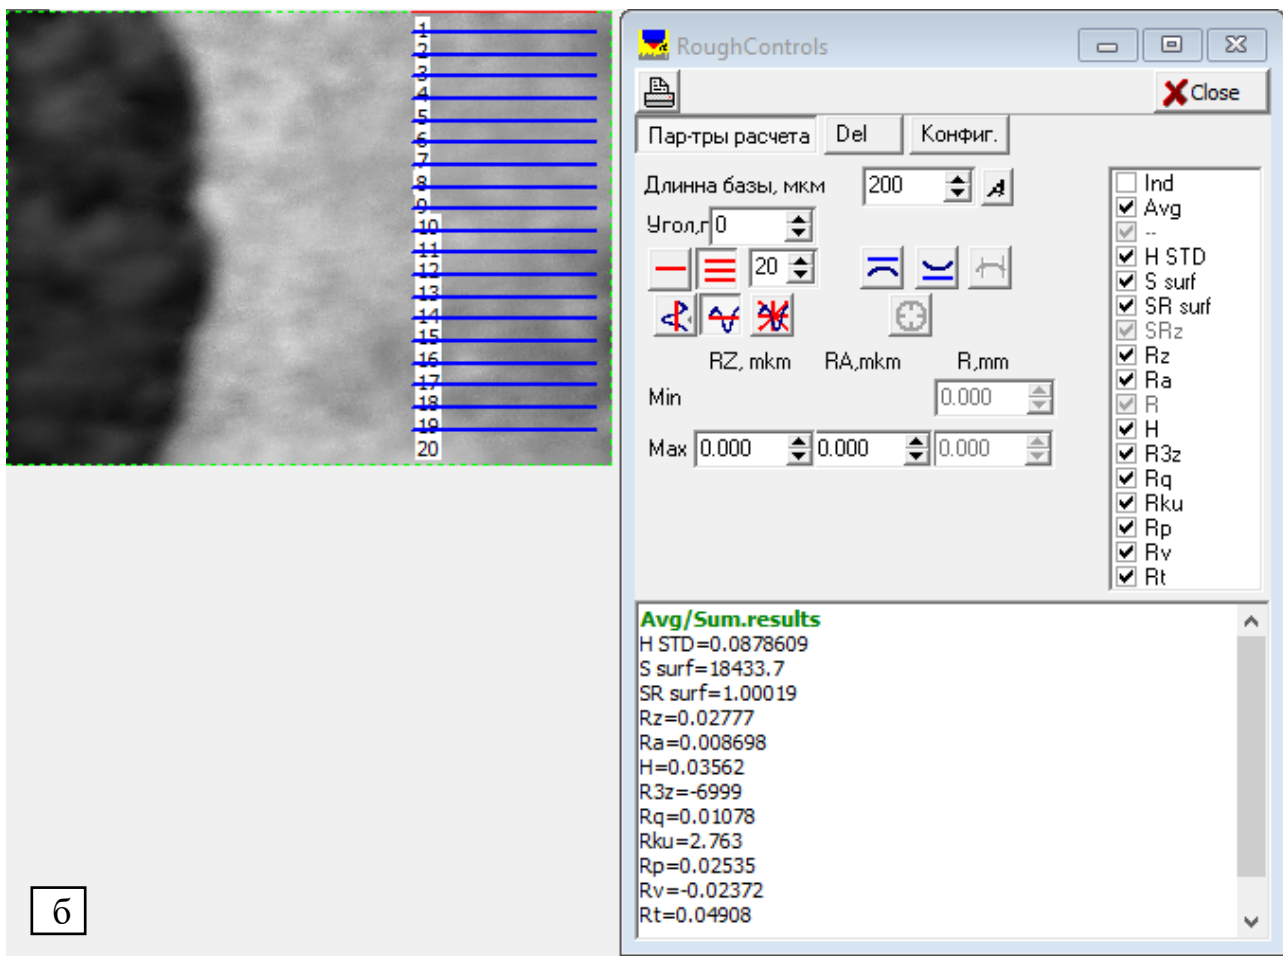 1
2
3
4
5
6
7
8
9
10
11
12
13
14
15
16
17
18
19
20
б
RoughControls
Close
Пар-тры расчета Del Конфиг.
Длинна базы, мкм 200
Угол,г 0
20
RZ, mkm RA,mkm R,mm
Min 0.000
Max 0.000 0.000 0.000
Ind
Avg
--
H STD
S surf
SR surf
SRz
Rz
Ra
R
H
R3z
Rq
Rku
Rp
Rv
Rt
Avg/Sum.results
H STD=0.0878609
S surf=18433.7
SR surf=1.00019
Rz=0.02777
Ra=0.008698
H=0.03562
R3z=-6999
Rq=0.01078
Rku=2.763
Rp=0.02535
Rv=-0.02372
Rt=0.04908